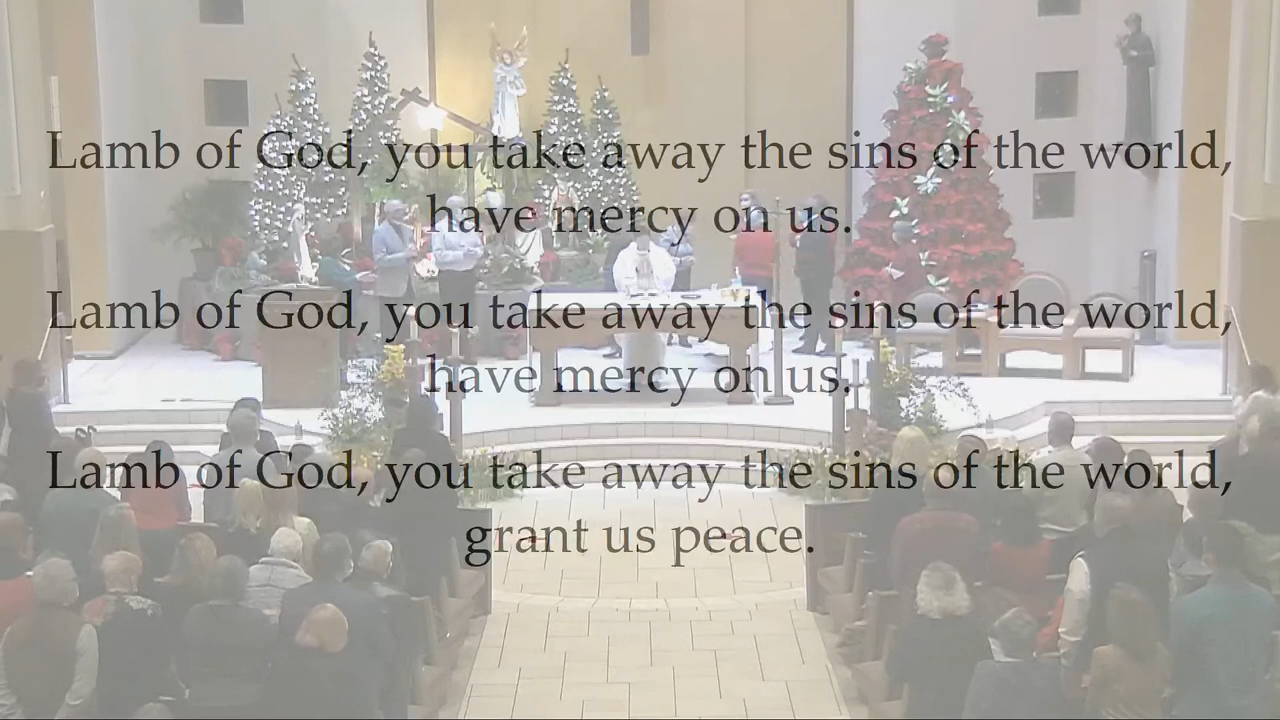 Lamb of God, you take away the sins of the world,
have mercy on us.
Lamb of God, you take away the sins of the world,
have mercy on us.
Lamb of God, you take away the sins of the world,
grant us peace.